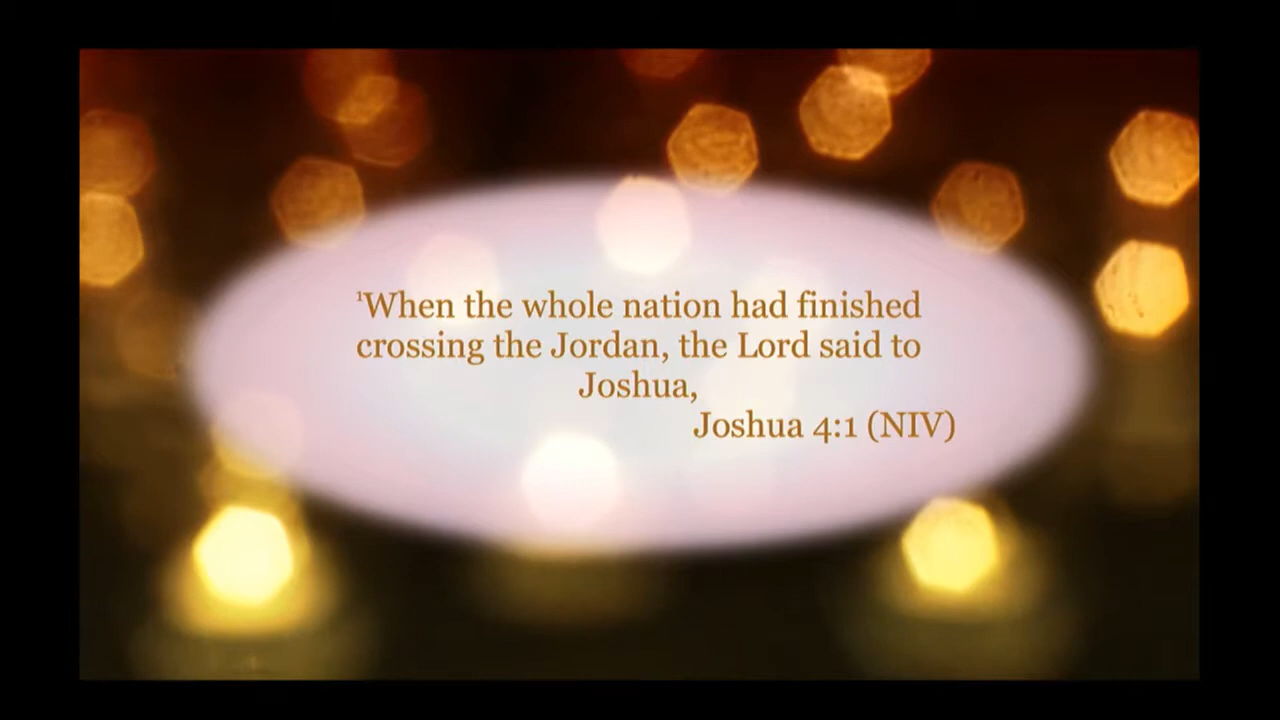 ¹When the whole nation had finished
crossing the Jordan, the Lord said to
Joshua,
Joshua 4:1 (NIV)